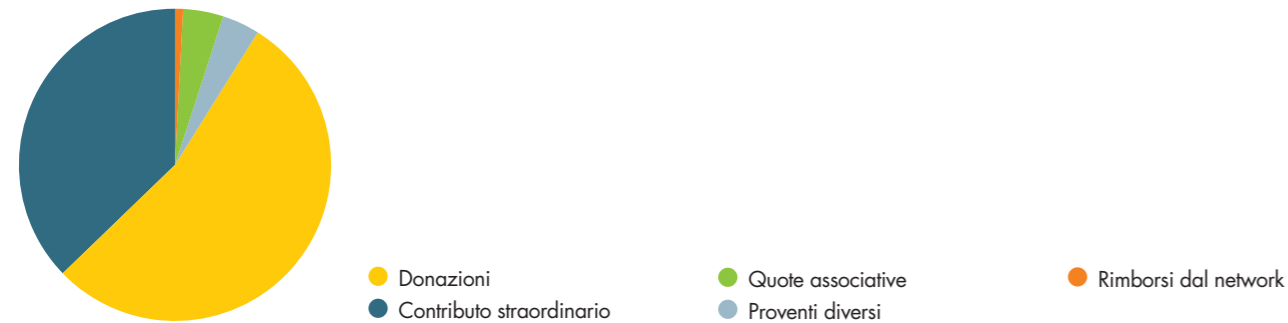 Donazioni
Contributo straordinario
Quote associative
Proventi diversi
Rimborsi dal network